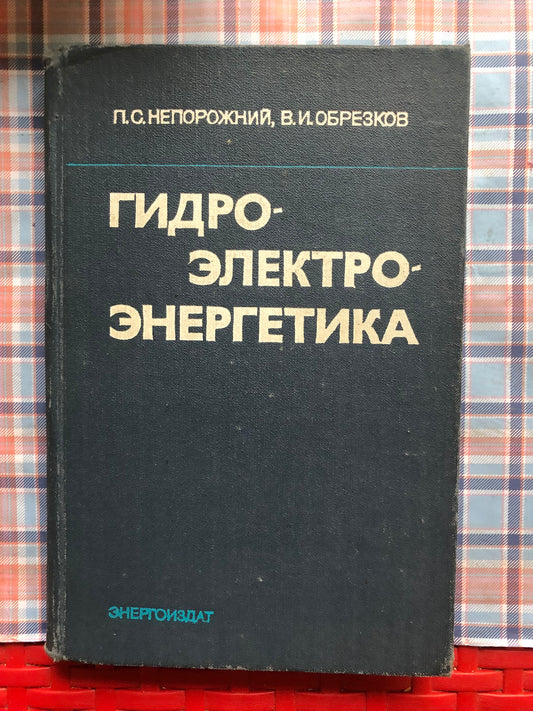 П.С.НЕПОРОЖНИЙ, В.И.ОБРЕЗКОВ
ГИДРО-
ЭЛЕКТРО-
ЭНЕРГЕТИКА
ЭНЕРГОИЗДАТ